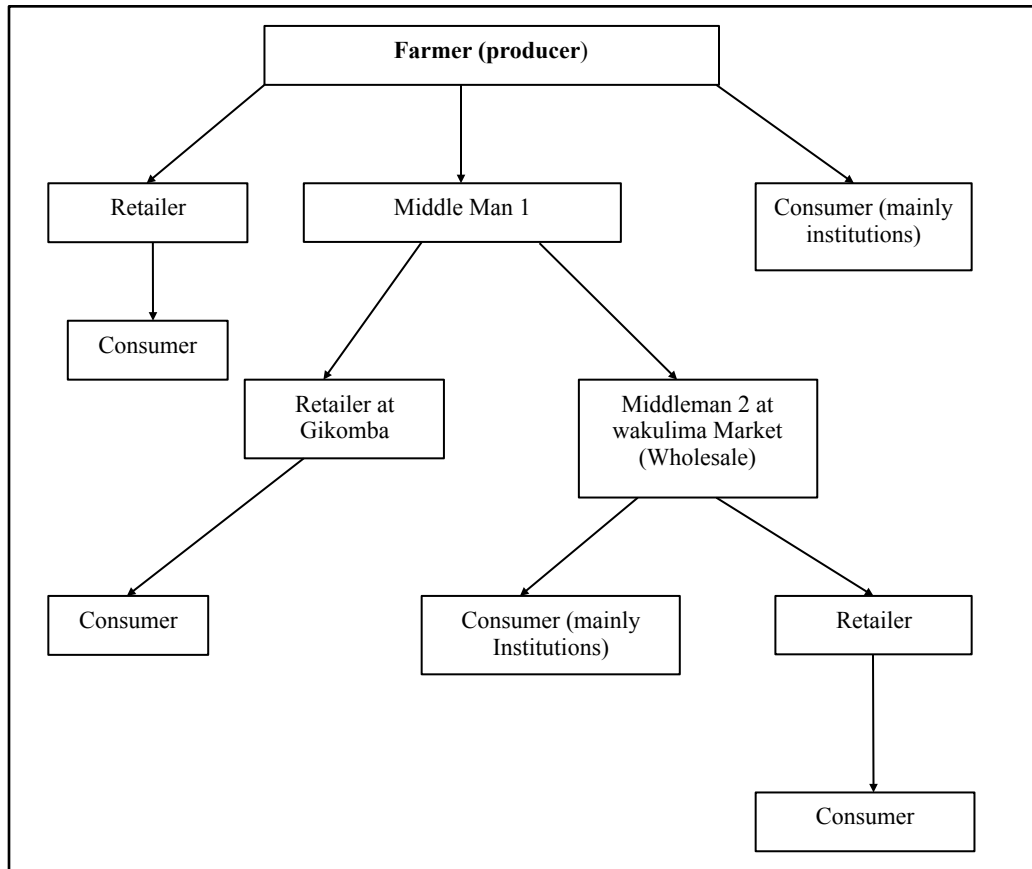 Farmer (producer)
Retailer
Middle Man 1
Consumer (mainly
institutions)
Consumer
Retailer at
Gikomba
Middleman 2 at
wakulima Market
(Wholesale)
Consumer
Consumer (mainly
Institutions)
Retailer
Consumer